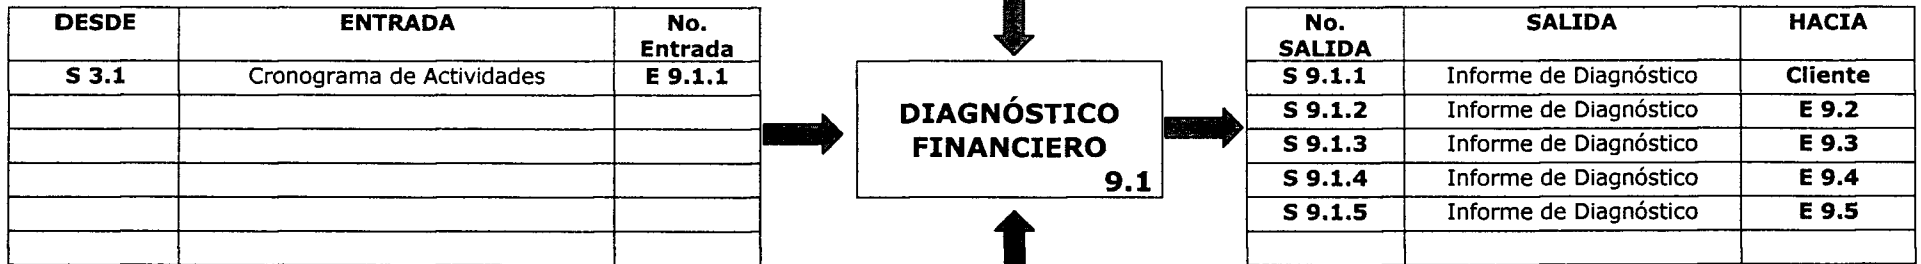 DESDE ENTRADA No. Entrada
S 3.1 Cronograma de Actividades E 9.1.1
DIAGNÓSTICO
FINANCIERO
9.1
No. SALIDA SALIDA HACIA
S 9.1.1 Informe de Diagnóstico Cliente
S 9.1.2 Informe de Diagnóstico E 9.2
S 9.1.3 Informe de Diagnóstico E 9.3
S 9.1.4 Informe de Diagnóstico E 9.4
S 9.1.5 Informe de Diagnóstico E 9.5